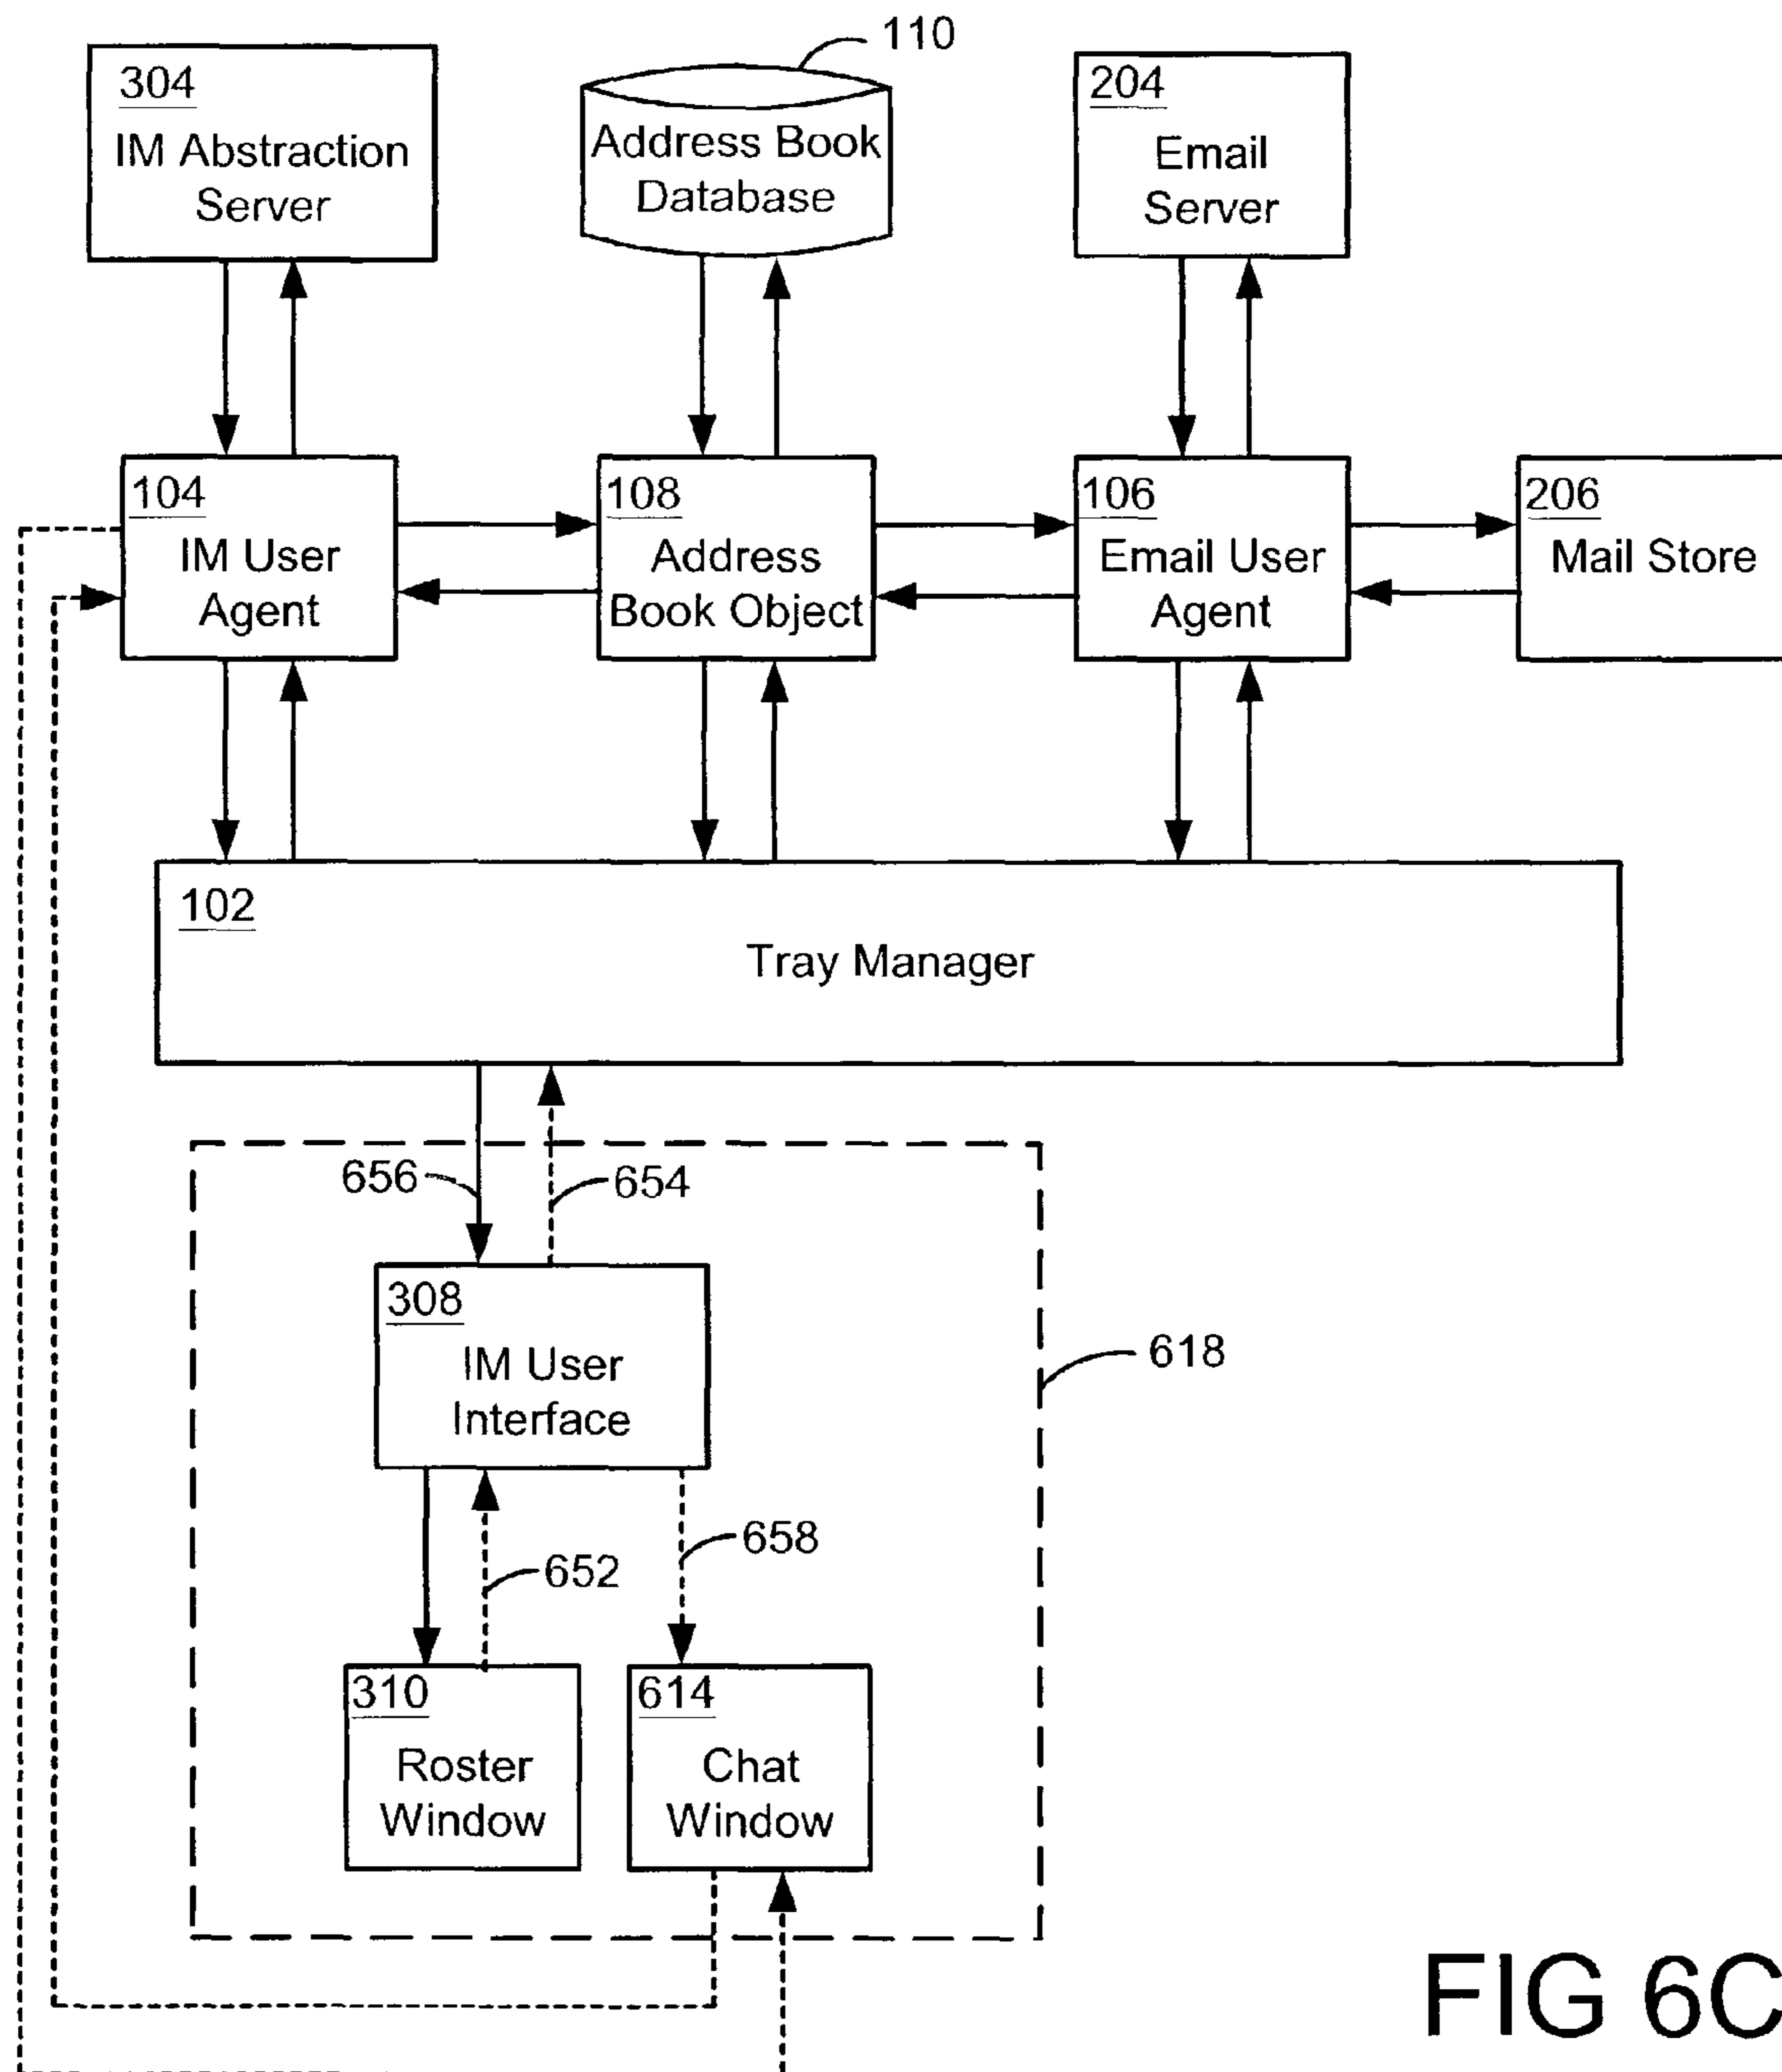 110
304
IM Abstraction
Server
Address Book
Database
204
Email
Server
104
IM User
Agent
108
Address
Book Object
106
Email User
Agent
206
Mail Store
102
Tray Manager
656
654
308
IM User
Interface
618
658
652
310
Roster
Window
614
Chat
Window
FIG 6C